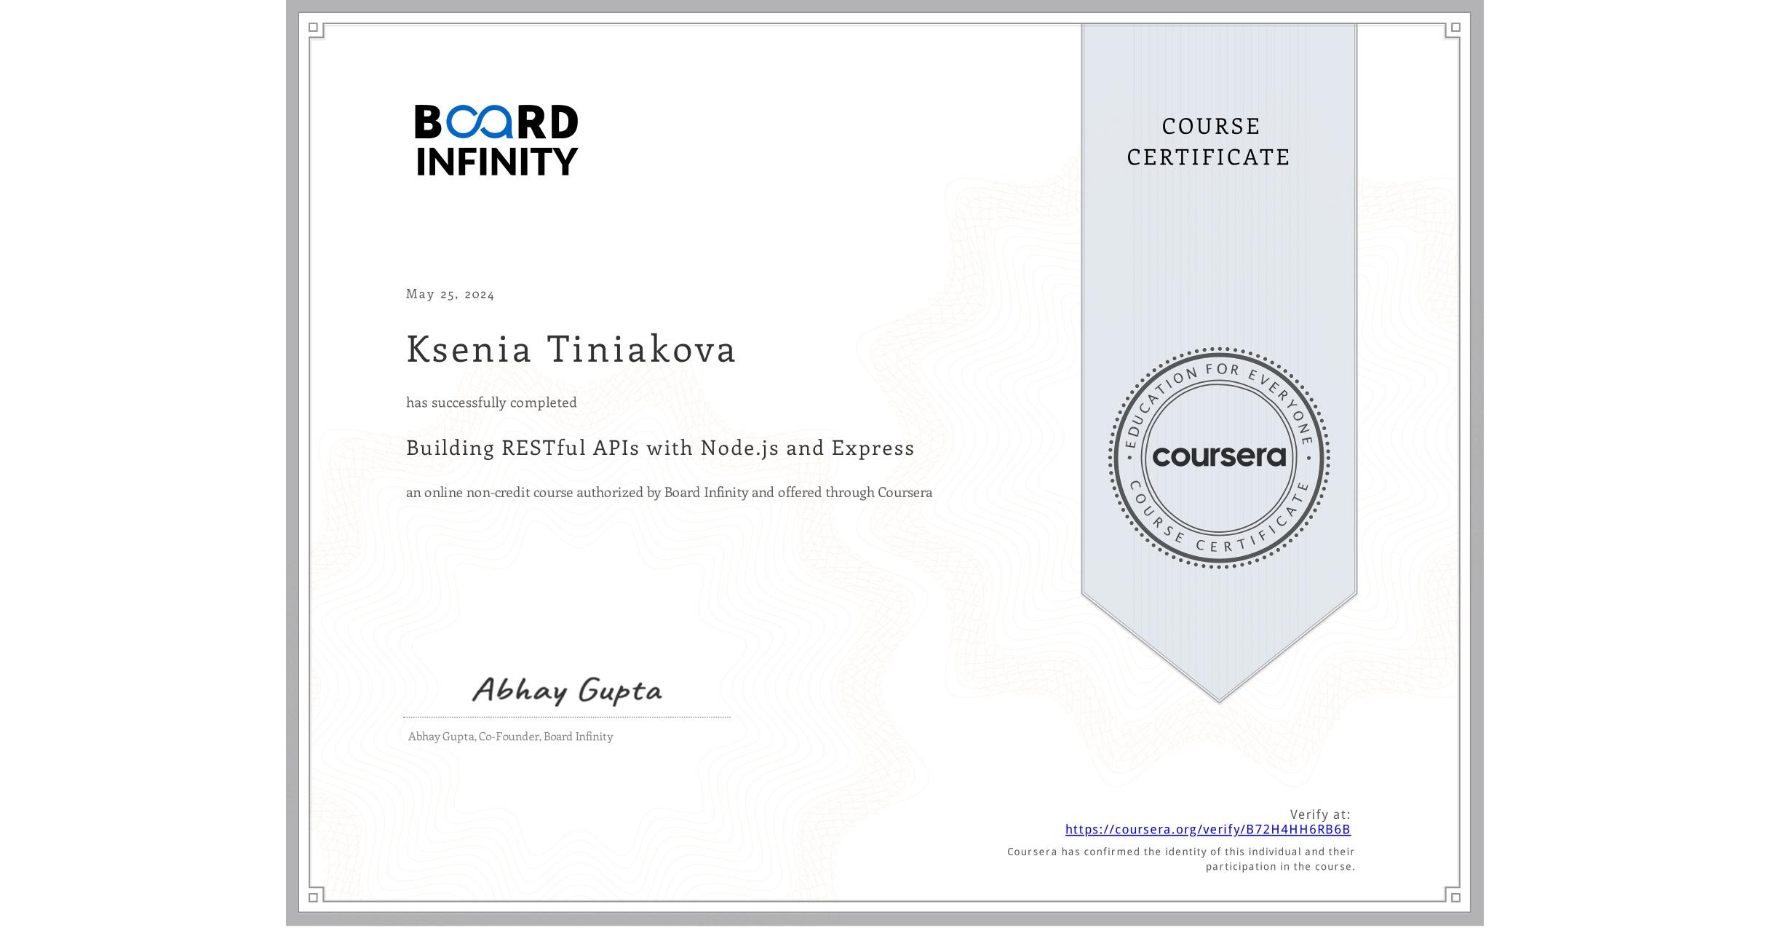 BOARD
INFINITY
COURSE
CERTIFICATE
May 25, 2024
Ksenia Tiniakova
has successfully completed
Building RESTful APIs with Node.js and Express
an online non-credit course authorized by Board Infinity and offered through Coursera
EDUCATION FOR EVERYONE
coursera
COURSE CERTIFICATE
Abhay Gupta
Abhay Gupta, Co-Founder, Board Infinity
Verify at:
https://coursera.org/verify/B72H4HH6RB6B
Coursera has confirmed the identity of this individual and their
participation in the course.